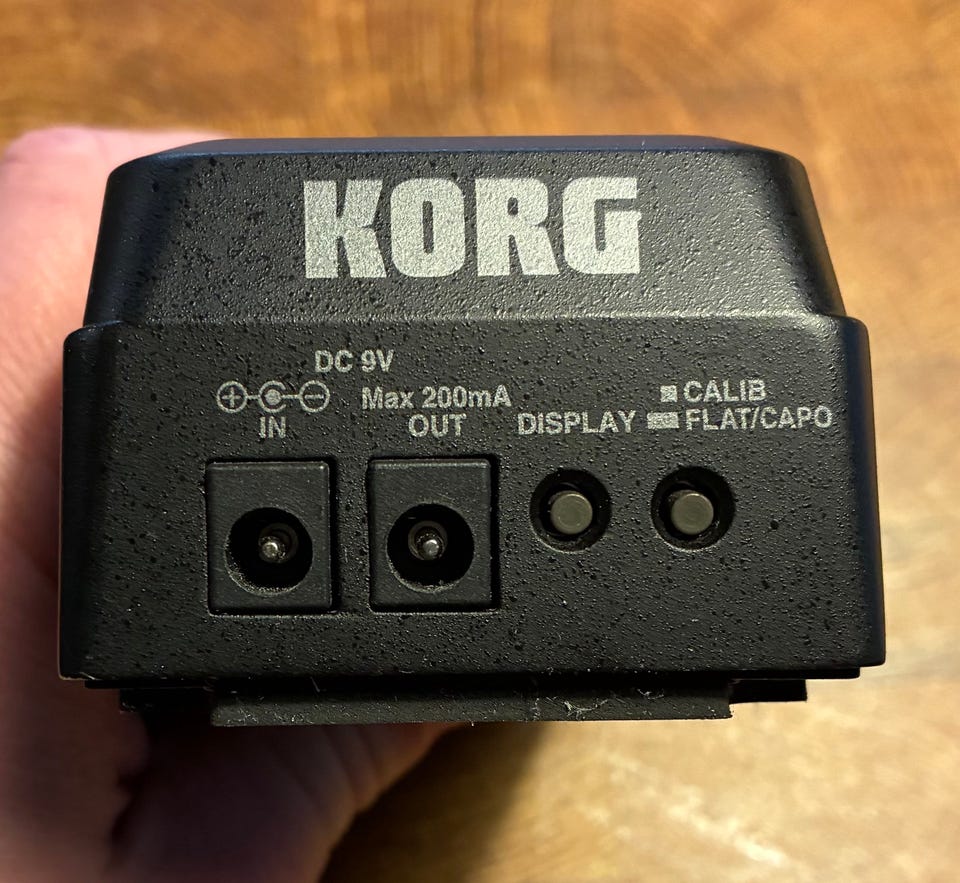 KORG
DC 9V
+ C −
IN
Max 200mA
OUT
DISPLAY
CALIB
FLAT/CAPO